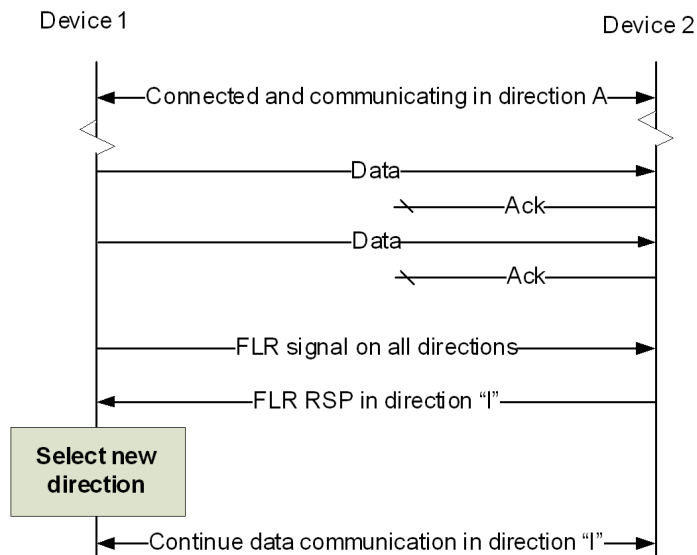 Device 1
Device 2
Connected and communicating in direction A
Data
Ack
Data
Ack
FLR signal on all directions
FLR RSP in direction “I”
Select new
direction
Continue data communication in direction “I”